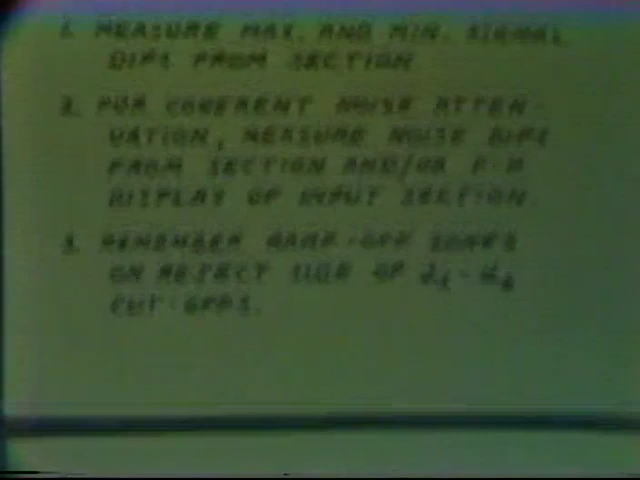 1. MEASURE MAX. AND MIN. SIGNAL
DIPS FROM SECTION
2. FOR COHERENT NOISE ATTEN-
UATION, MEASURE NOISE DIPS
FROM SECTION AND/OR F-K
DISPLAY OF INPUT SECTION.
3. REMEMBER RAMP-OFF ZONES
ON REJECT SIDE OF
CUT-OFFS.